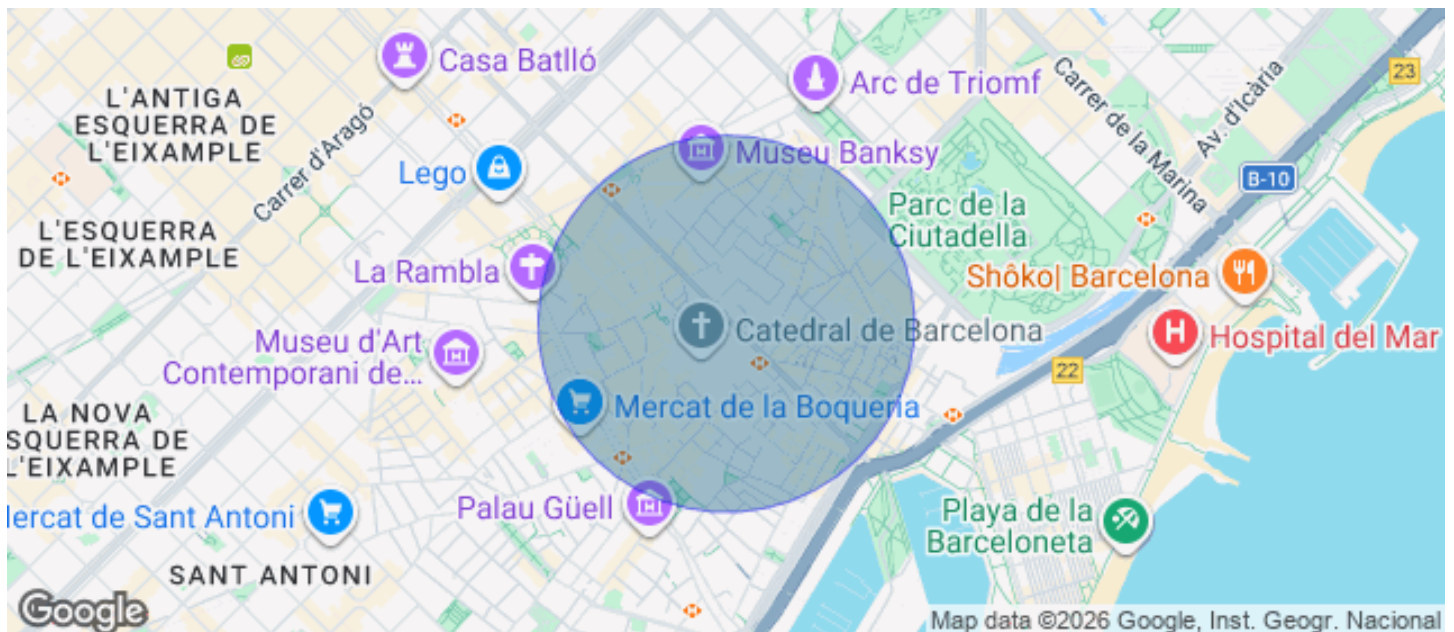 Casa Batlló
L'ANTIGA
ESQUERRA DE
L'EIXAMPLE
Carrer d'Aragó
Arc de Triomf
Carrer de la Marina
Av. d'Icària
23
Lego
Museu Banksy
B-10
Parc de la
Ciutadella
L'ESQUERRA
DE L'EIXAMPLE
La Rambla
Shôko| Barcelona
Museu d'Art
Contemporani de...
Catedral de Barcelona
Hospital del Mar
22
LA NOVA
ESQUERRA DE
L'EIXAMPLE
Mercat de la Boqueria
Mercat de Sant Antoni
Palau Güell
Playa de la
Barceloneta
SANT ANTONI
Google
Map data ©2026 Google, Inst. Geogr. Nacional